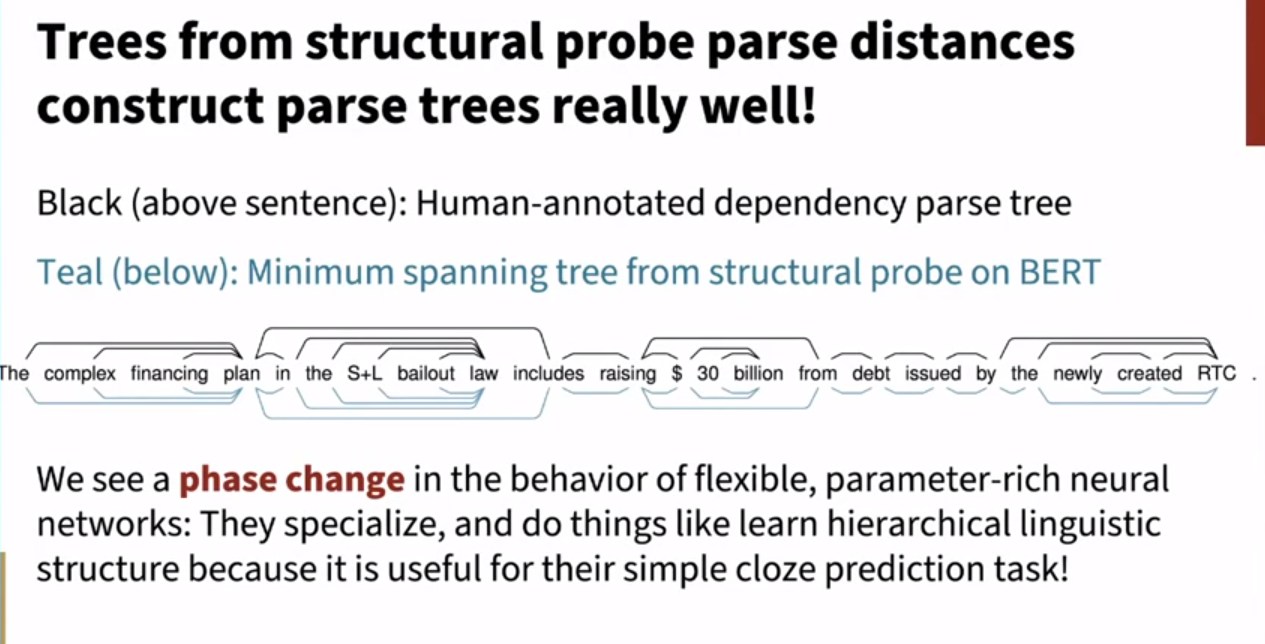 Trees from structural probe parse distances
construct parse trees really well!
Black (above sentence): Human-annotated dependency parse tree
Teal (below): Minimum spanning tree from structural probe on BERT
The complex financing plan in the S+L bailout law includes raising $ 30 billion from debt issued by the newly created RTC .
We see a phase change in the behavior of flexible, parameter-rich neural
networks: They specialize, and do things like learn hierarchical linguistic
structure because it is useful for their simple cloze prediction task!